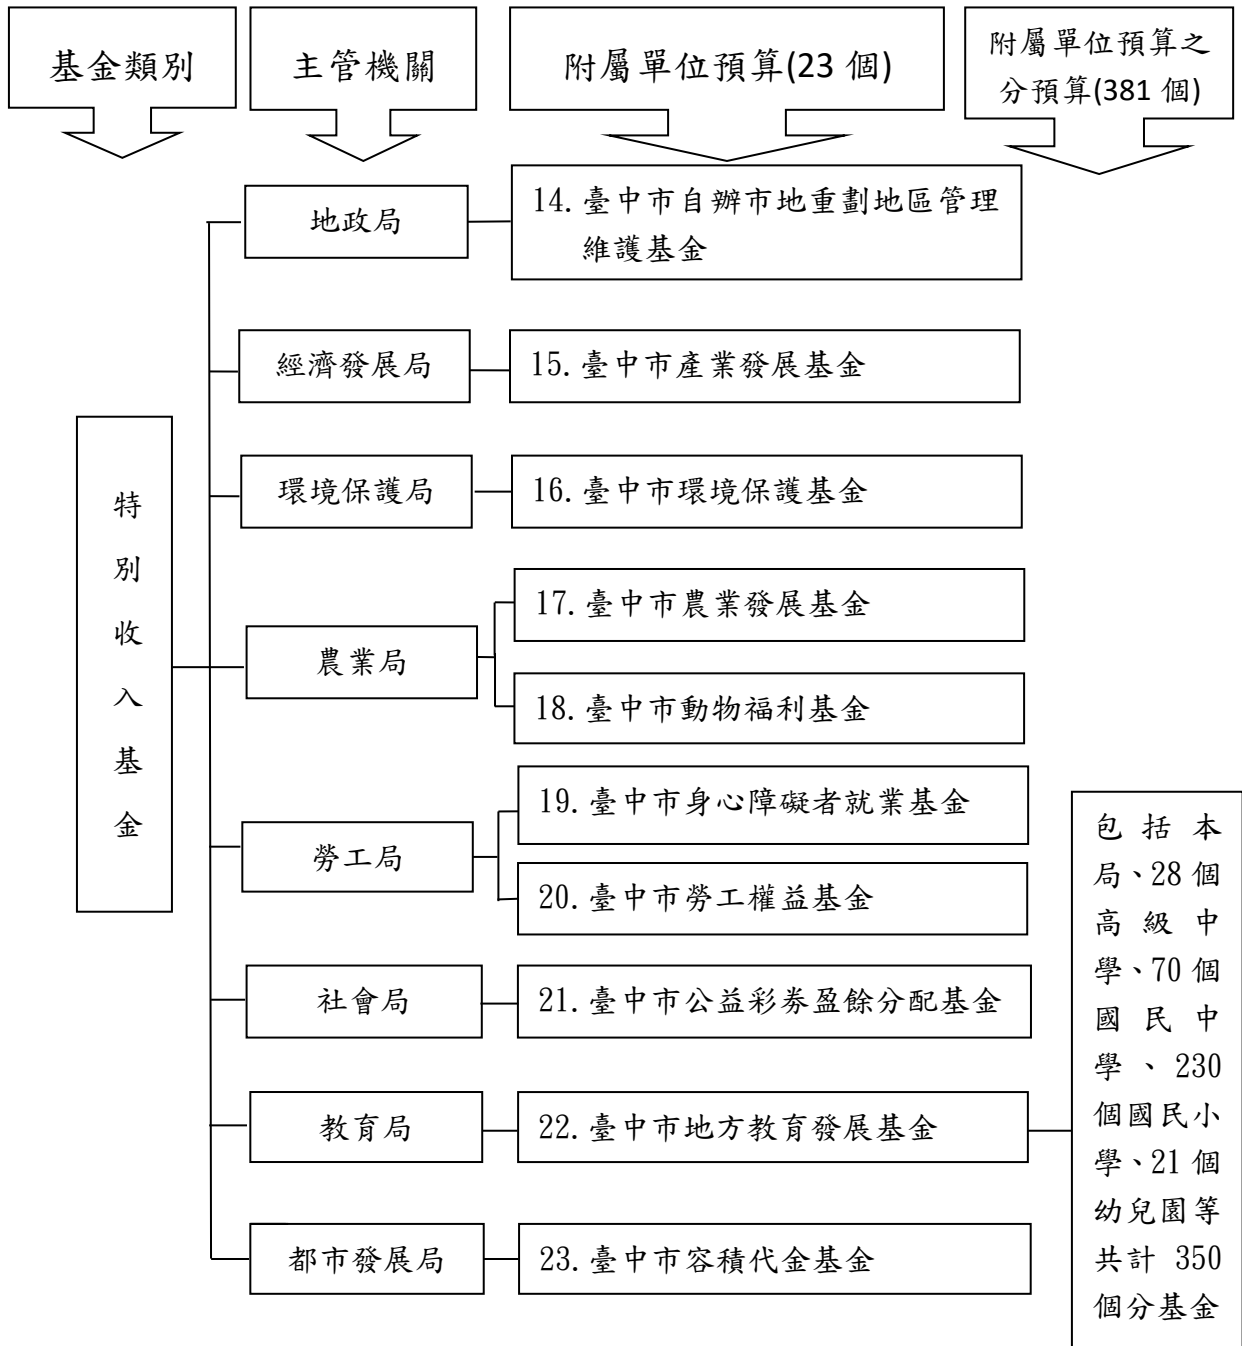 基金類別
主管機關
附屬單位預算(23 個)
附屬單位預算之
分預算(381 個)
特
別
收
入
基
金
地政局
14. 臺中市自辦市地重劃地區管理
維護基金
經濟發展局
15. 臺中市產業發展基金
環境保護局
16. 臺中市環境保護基金
農業局
17. 臺中市農業發展基金
18. 臺中市動物福利基金
勞工局
19. 臺中市身心障礙者就業基金
20. 臺中市勞工權益基金
社會局
21. 臺中市公益彩券盈餘分配基金
教育局
22. 臺中市地方教育發展基金
包括本
局、28 個
高級中
學、70 個
國民中
學、230
個國民小
學、21 個
幼兒園等
共計 350
個分基金
都市發展局
23. 臺中市容積代金基金